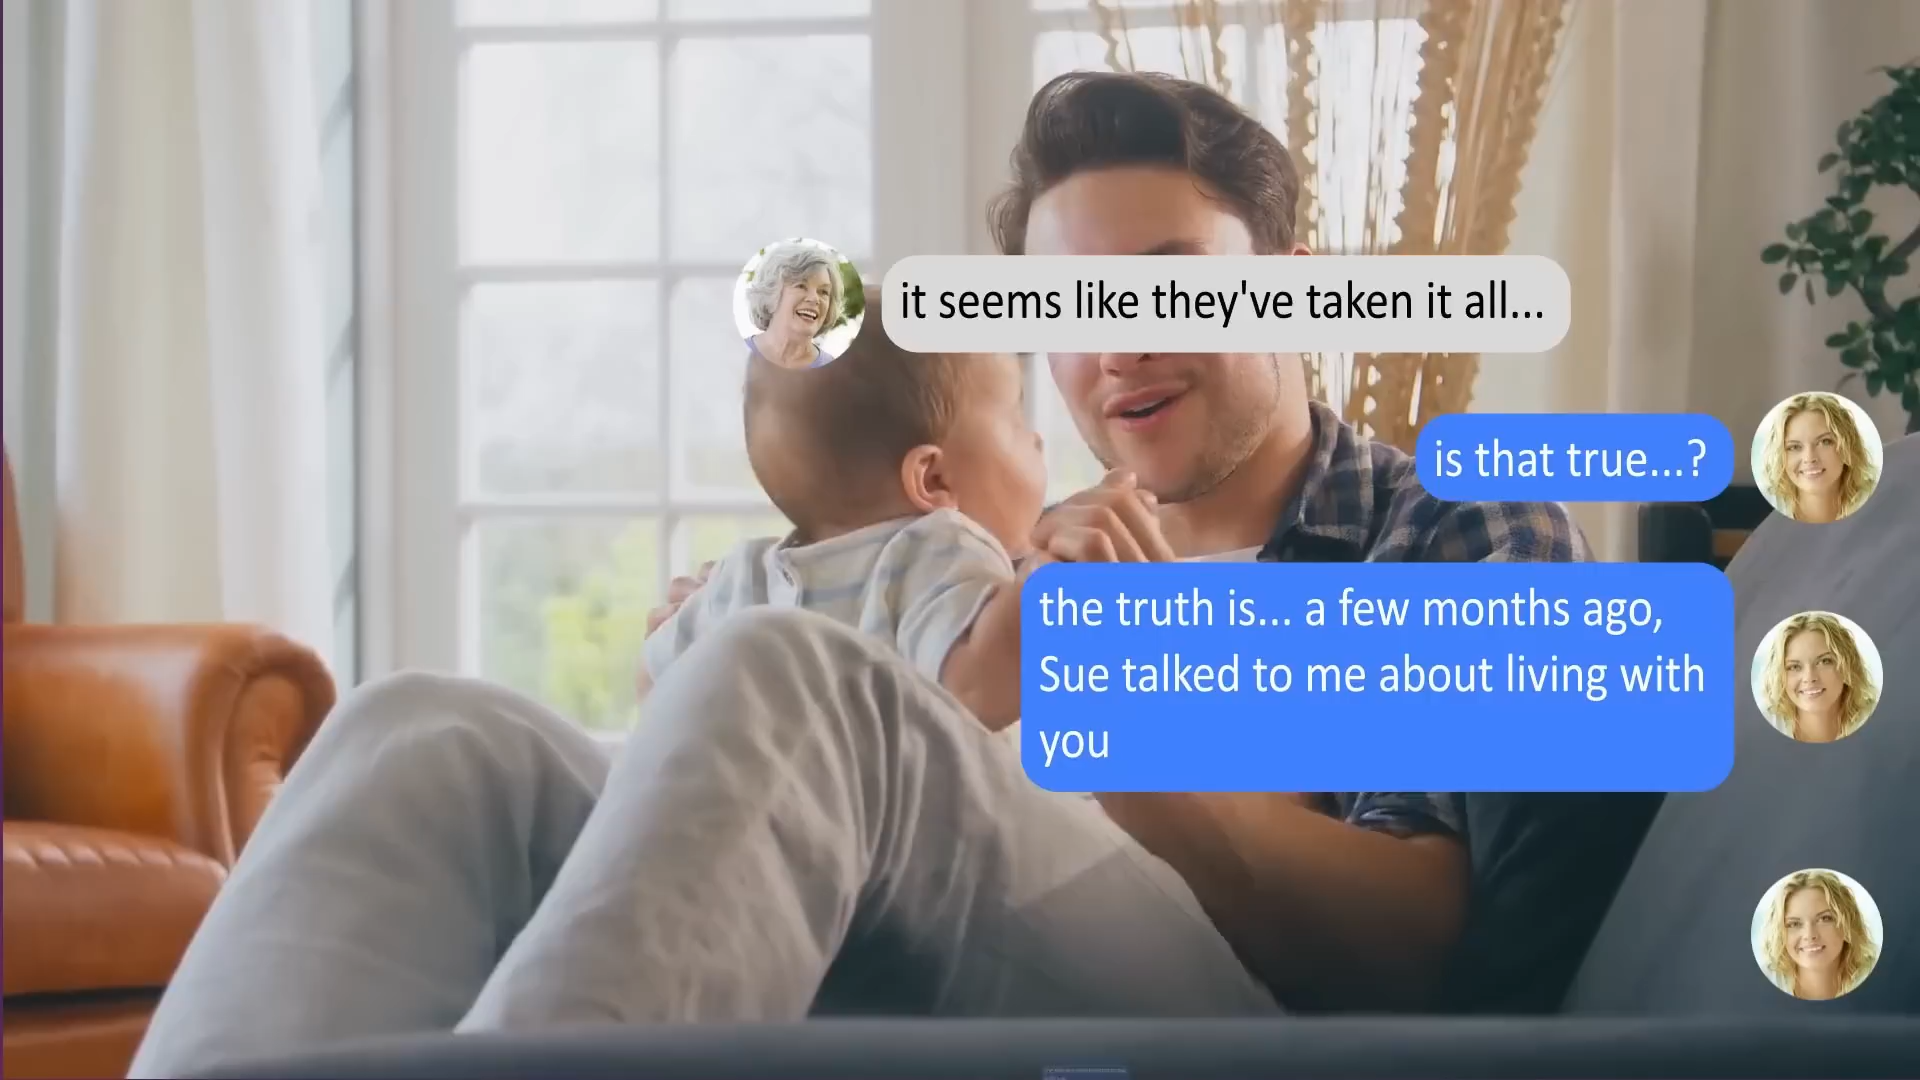 it seems like they've taken it all...
is that true...?
the truth is... a few months ago,
Sue talked to me about living with
you